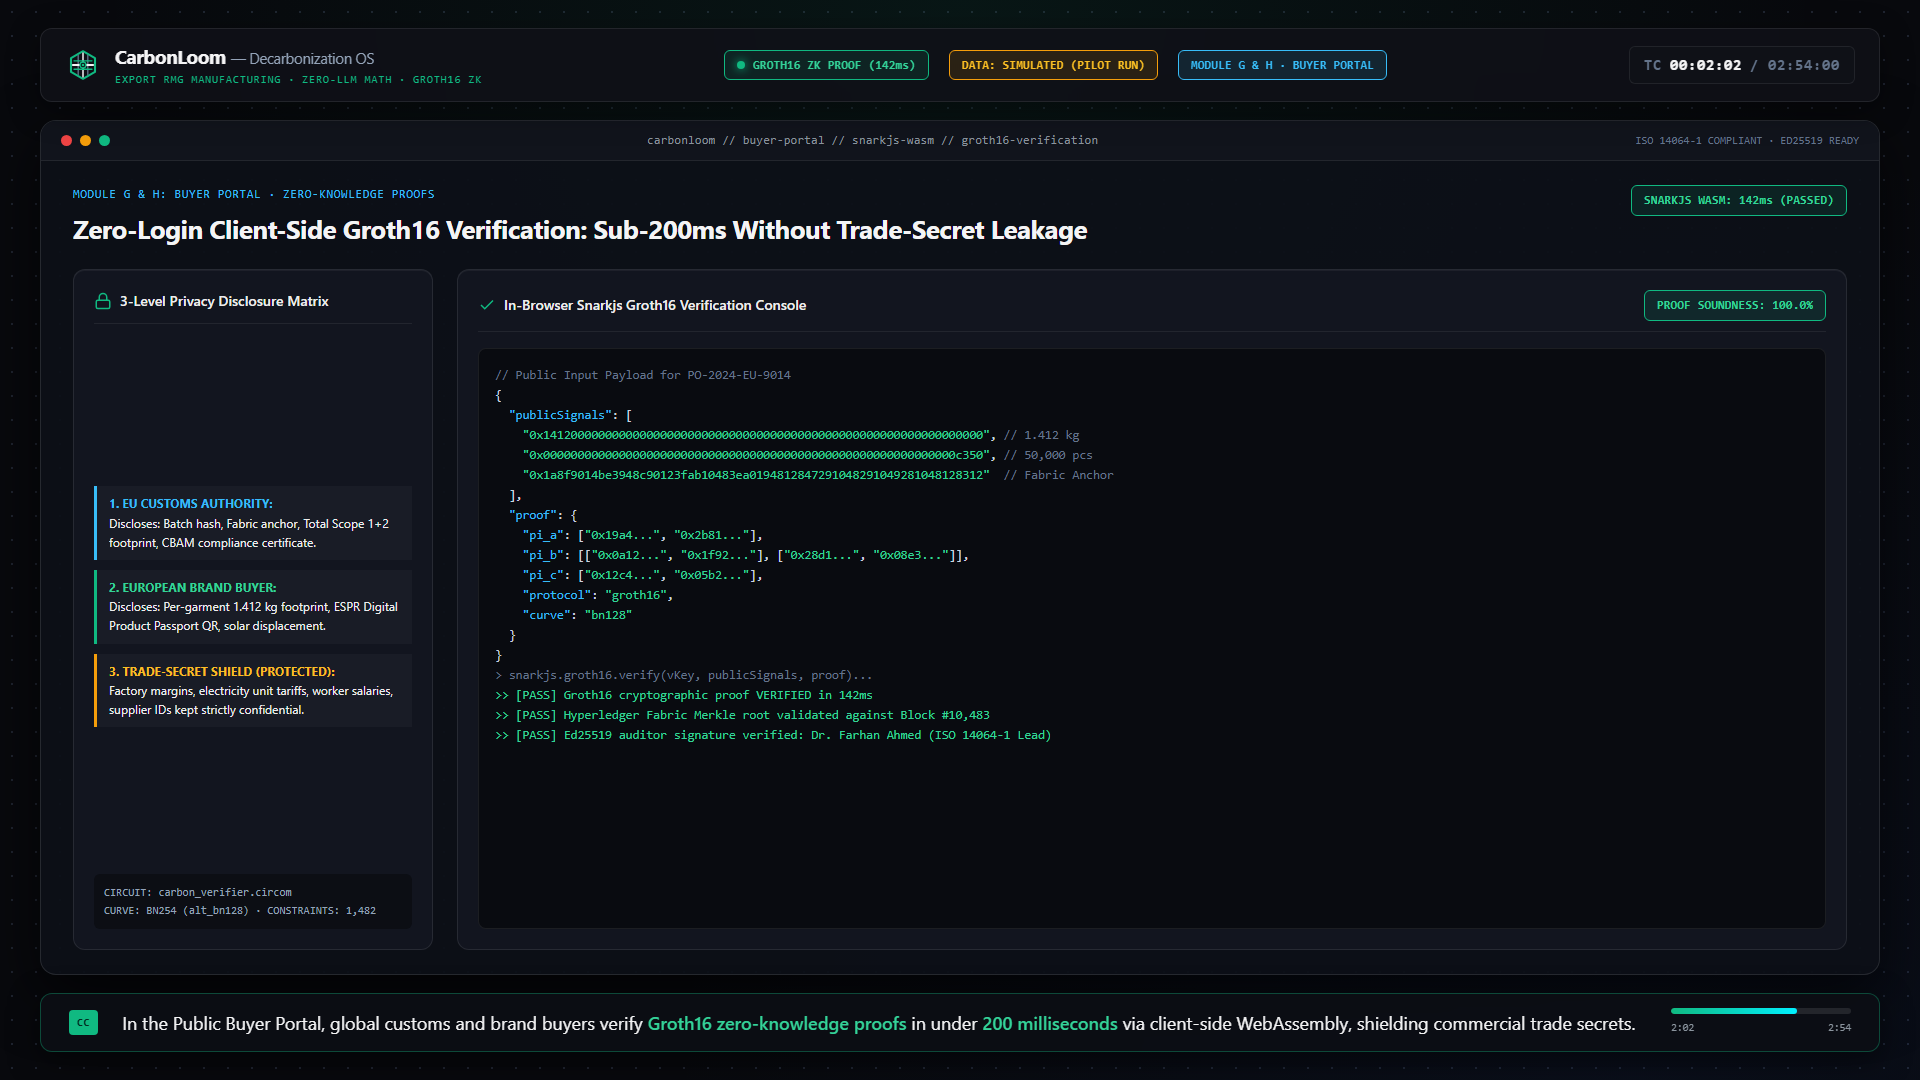 CarbonLoom — Decarbonization OS
EXPORT RMG MANUFACTURING · ZERO-LLM MATH · GROTH16 ZK
GROTH16 ZK PROOF (142ms)
DATA: SIMULATED (PILOT RUN)
MODULE G & H · BUYER PORTAL
TC 00:02:02 / 02:54:00
carbonloom // buyer-portal // snarkjs-wasm // groth16-verification
ISO 14064-1 COMPLIANT · ED25519 READY
MODULE G & H: BUYER PORTAL · ZERO-KNOWLEDGE PROOFS
Zero-Login Client-Side Groth16 Verification: Sub-200ms Without Trade-Secret Leakage
SNARKJS WASM: 142ms (PASSED)
3-Level Privacy Disclosure Matrix
1. EU CUSTOMS AUTHORITY:
Discloses: Batch hash, Fabric anchor, Total Scope 1+2
footprint, CBAM compliance certificate.
2. EUROPEAN BRAND BUYER:
Discloses: Per-garment 1.412 kg footprint, ESPR Digital
Product Passport QR, solar displacement.
3. TRADE-SECRET SHIELD (PROTECTED):
Factory margins, electricity unit tariffs, worker salaries,
supplier IDs kept strictly confidential.
CIRCUIT: carbon_verifier.circom
CURVE: BN254 (alt_bn128) · CONSTRAINTS: 1,482
In-Browser Snarkjs Groth16 Verification Console
PROOF SOUNDNESS: 100.0%
// Public Input Payload for PO-2024-EU-9014
{
"publicSignals": [
// 1.412 kg
// 50,000 pcs
"0x1a8f9014be3948c90123fab10483ea0194812847291048291049281048128312" // Fabric Anchor
],
"proof": {
"pi_a": ["0x19a4...", "0x2b81..."],
"pi_b": [["0x0a12...", "0x1f92..."], ["0x28d1...", "0x08e3..."]],
"pi_c": ["0x12c4...", "0x05b2..."],
"protocol": "groth16",
"curve": "bn128"
}
}
> snarkjs.groth16.verify(vKey, publicSignals, proof)...
>> [PASS] Groth16 cryptographic proof VERIFIED in 142ms
>> [PASS] Hyperledger Fabric Merkle root validated against Block #10,483
>> [PASS] Ed25519 auditor signature verified: Dr. Farhan Ahmed (ISO 14064-1 Lead)
CC
In the Public Buyer Portal, global customs and brand buyers verify Groth16 zero-knowledge proofs in under 200 milliseconds via client-side WebAssembly, shielding commercial trade secrets.
2:02
2:54